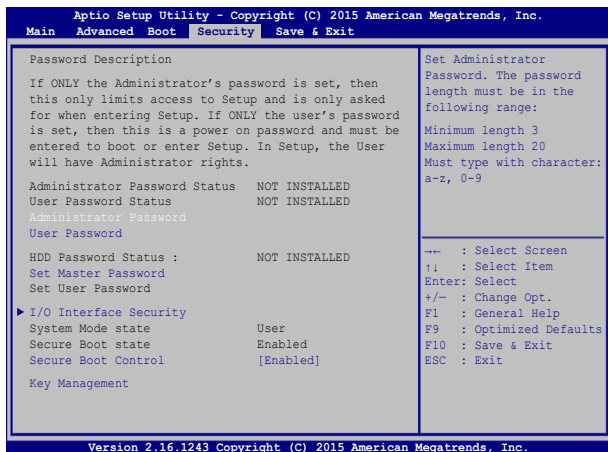 Aptio Setup Utility - Copyright (C) 2015 American Megatrends, Inc.
Main Advanced Boot Security Save & Exit
Password Description
If ONLY the Administrator's password is set, then
this only limits access to Setup and is only asked
for when entering Setup. If ONLY the user's password
is set, then this is a power on password and must be
entered to boot or enter Setup. In Setup, the User
will have Administrator rights.
Administrator Password Status NOT INSTALLED
User Password Status NOT INSTALLED
Administrator Password
User Password
HDD Password Status : NOT INSTALLED
Set Master Password
Set User Password
I/O Interface Security
System Mode state User
Secure Boot state Enabled
Secure Boot Control [Enabled]
Key Management
Set Administrator
Password. The password
length must be in the
following range:
Minimum length 3
Maximum length 20
Must type with character:
a-z, 0-9
→← : Select Screen
↑↓ : Select Item
Enter: Select
+/— : Change Opt.
F1 : General Help
F9 : Optimized Defaults
F10 : Save & Exit
ESC : Exit
Version 2.16.1243 Copyright (C) 2015 American Megatrends, Inc.